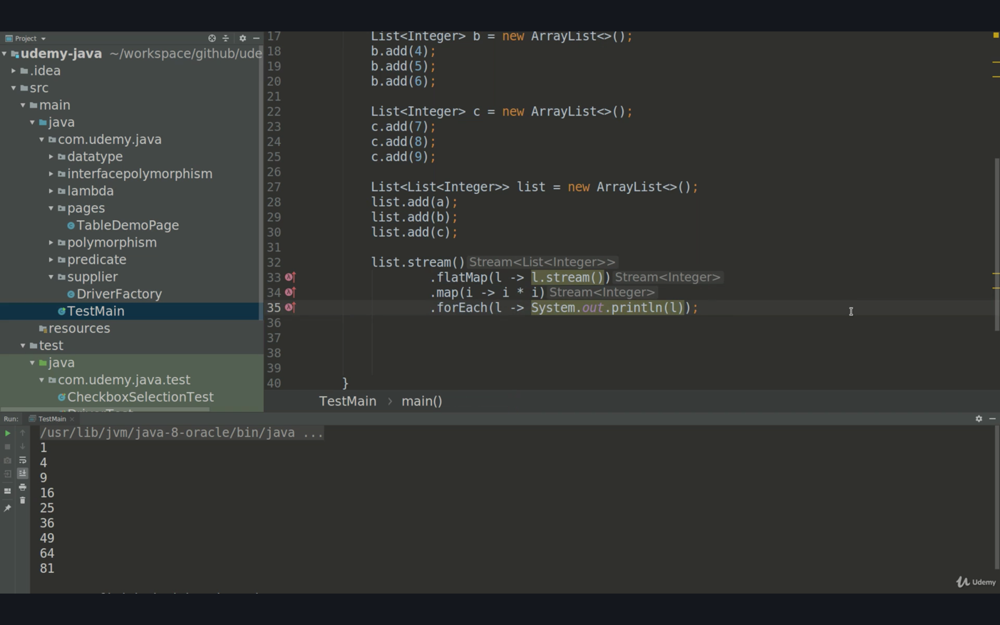 Project
udemy-java ~/workspace/github/ude
.idea
src
main
java
com.udemy.java
datatype
interfacepolymorphism
lambda
pages
TableDemoPage
polymorphism
predicate
supplier
DriverFactory
TestMain
resources
test
java
com.udemy.java.test
CheckboxSelectionTest
17 List<Integer> b = new ArrayList<>();
18 b.add(4);
19 b.add(5);
20 b.add(6);
21
22 List<Integer> c = new ArrayList<>();
23 c.add(7);
24 c.add(8);
25 c.add(9);
26
27 List<List<Integer>> list = new ArrayList<>();
28 list.add(a);
29 list.add(b);
30 list.add(c);
31
32 list.stream() Stream<List<Integer>>
33 .flatMap(l -> l.stream()) Stream<Integer>
34 .map(i -> i * i) Stream<Integer>
35 .forEach(l -> System.out.println(l));
36
37
38
39
40 }
TestMain > main()
Run: TestMain
/usr/lib/jvm/java-8-oracle/bin/java ...
1
4
9
16
25
36
49
64
81
Udemy